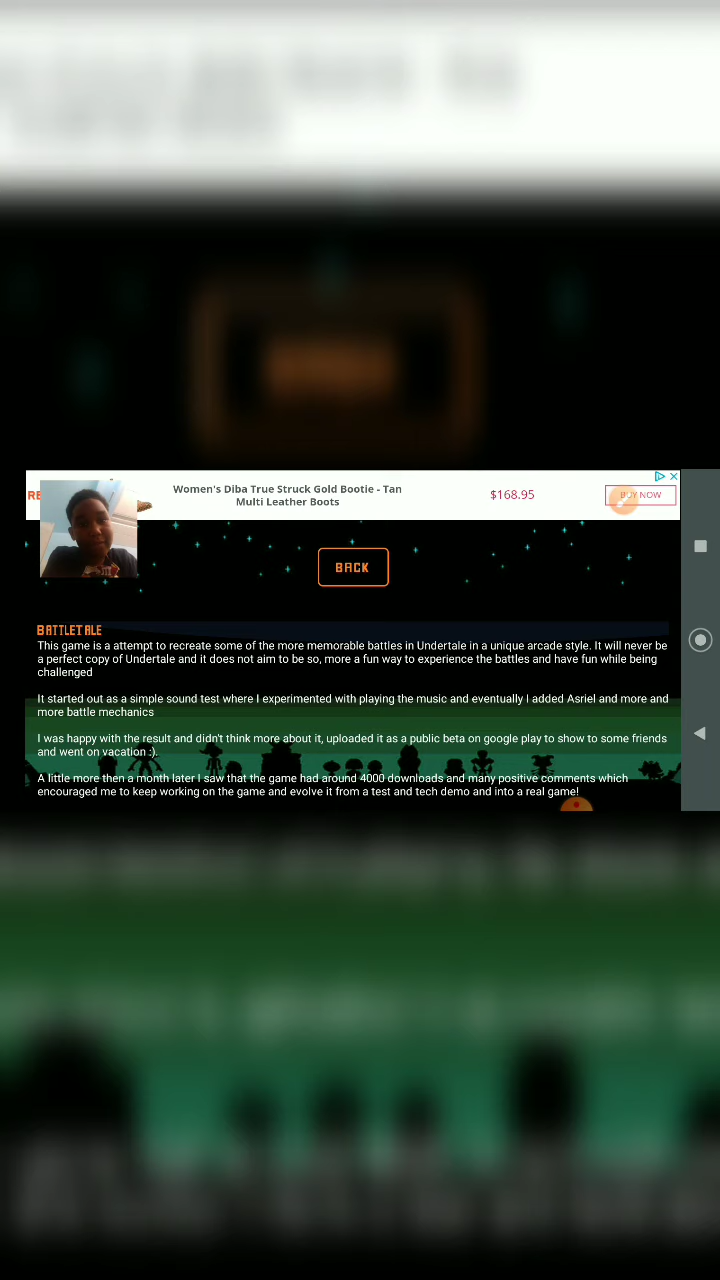 RE
Women's Diba True Struck Gold Bootie - Tan
Multi Leather Boots
$168.95
BUY NOW
BACK
BATTLETALE
This game is a attempt to recreate some of the more memorable battles in Undertale in a unique arcade style. It will never be
a perfect copy of Undertale and it does not aim to be so, more a fun way to experience the battles and have fun while being
challenged
It started out as a simple sound test where I experimented with playing the music and eventually I added Asriel and more and
more battle mechanics
I was happy with the result and didn't think more about it, uploaded it as a public beta on google play to show to some friends
and went on vacation :).
A little more then a month later I saw that the game had around 4000 downloads and many positive comments which
encouraged me to keep working on the game and evolve it from a test and tech demo and into a real game!